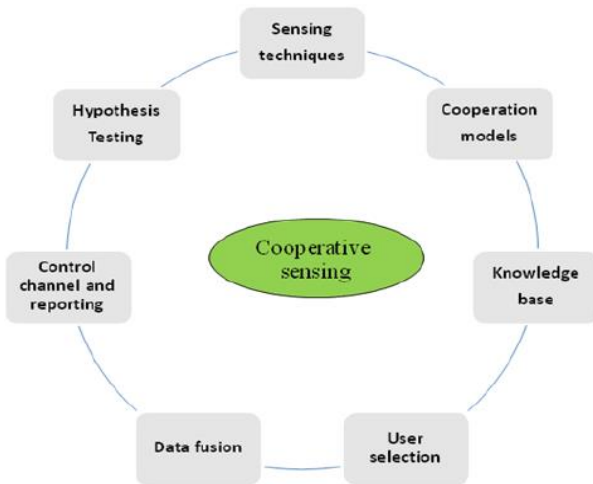 Sensing
techniques
Hypothesis
Testing
Cooperation
models
Cooperative
sensing
Control
channel and
reporting
Knowledge
base
Data fusion
User
selection